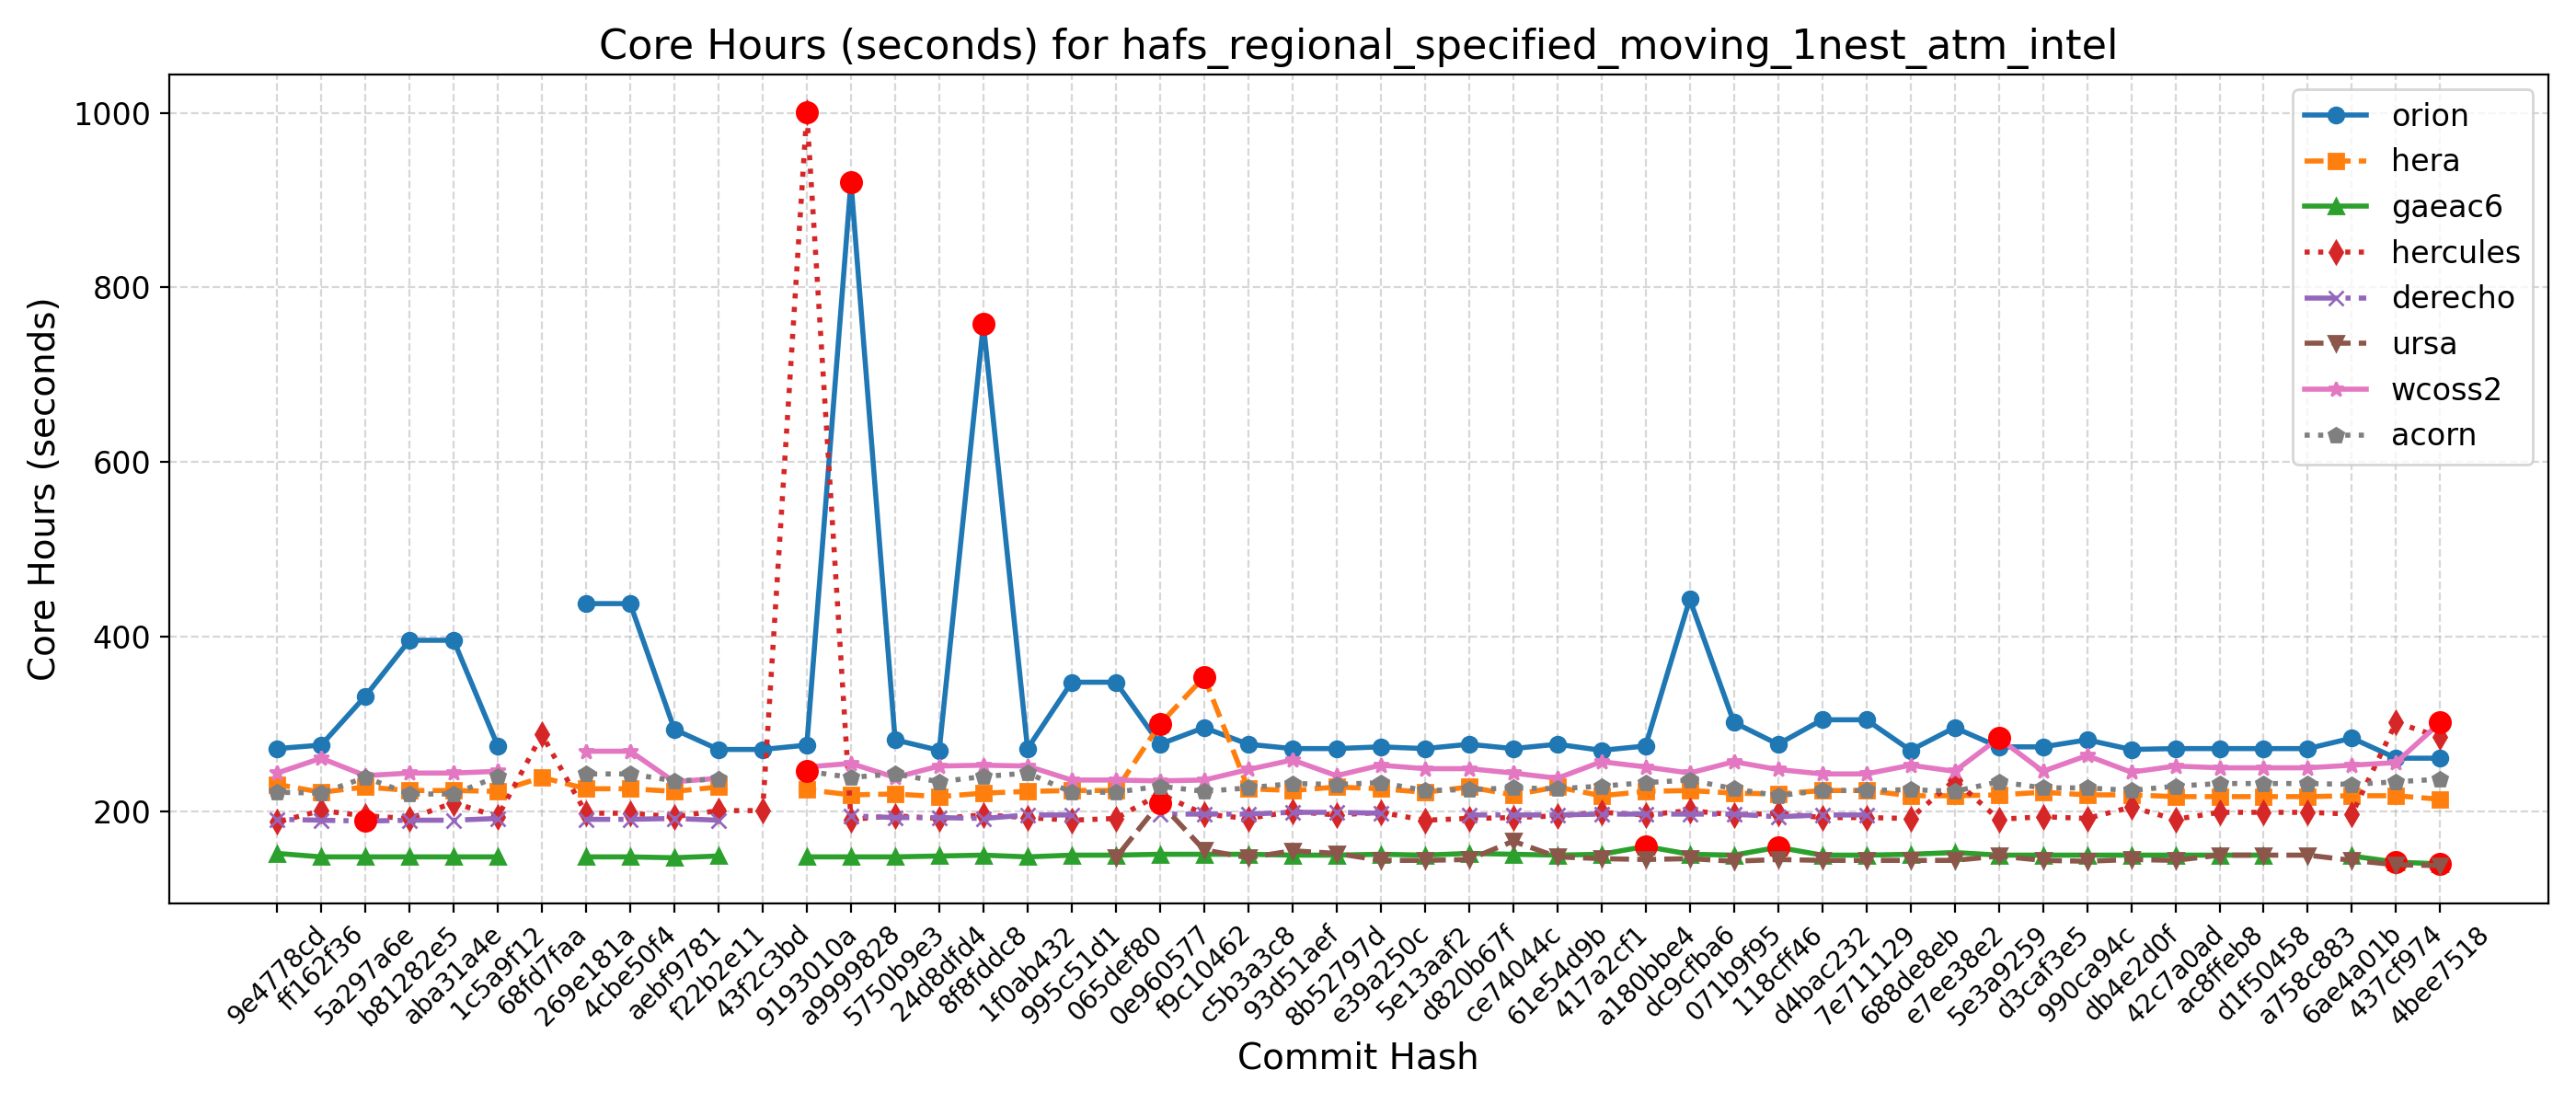 Core Hours (seconds) for hafs_regional_specified_moving_1nest_atm_intel
Core Hours (seconds)
1000
800
600
400
200
orion
hera
gaeac6
hercules
derecho
ursa
wcoss2
acorn
9e4778cd
ff162f36
5a297a6e
b81282e5
aba31a4e
1c5a9f12
68fd7faa
269e181a
4cbe50f4
aebf9781
f22b2e11
43f2c3bd
9193010a
a9999828
5750b9e3
24d8dfd4
8f8fddc8
1f0ab432
995c51d1
065def80
0e960577
f9c10462
c5b3a3c8
93d51aef
8b52797d
e39a250c
5e13aaf2
d820b67f
ce74044c
61e54d9b
417a2cf1
a180bbe4
dc9cfba6
071b9f95
118cff46
d4bac232
7e711129
688de8eb
e7ee38e2
5e3a9259
d3caf3e5
990ca94c
db4e2d0f
42c7a0ad
ac8ffeb8
d1f50458
a758c883
6ae4a01b
437cf974
4bee7518
Commit Hash